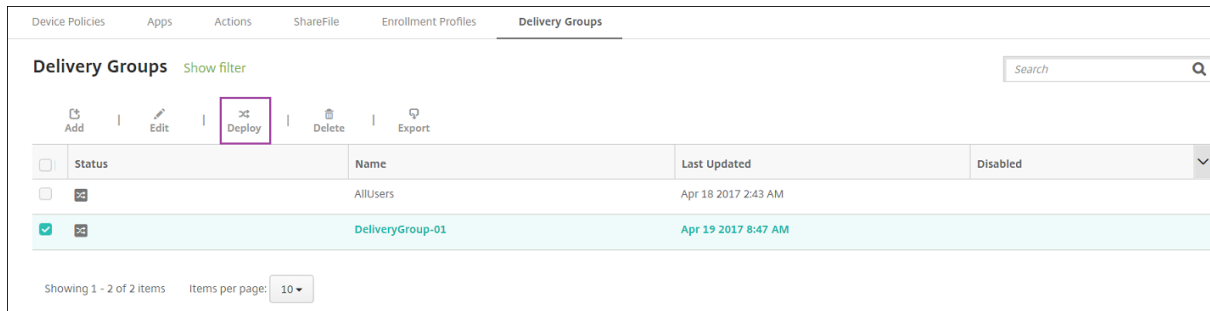 Device Policies Apps Actions ShareFile Enrollment Profiles Delivery Groups
Delivery Groups Show filter Search
Add | Edit | Deploy | Delete | Export
Status Name Last Updated Disabled
AllUsers Apr 18 2017 2:43 AM
DeliveryGroup-01 Apr 19 2017 8:47 AM
Showing 1 - 2 of 2 items Items per page: 10